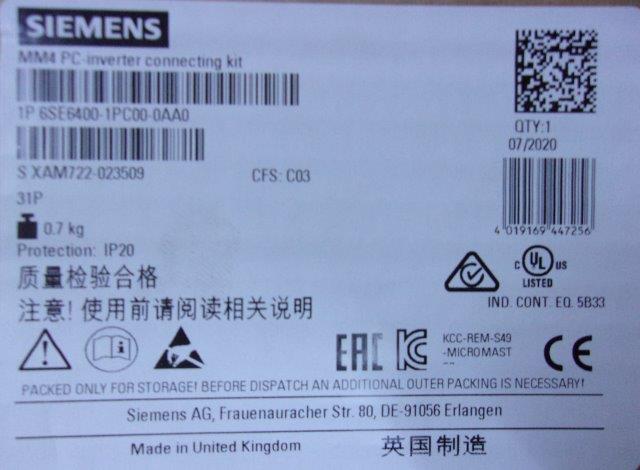 SIEMENS
MM4 PC-inverter connecting kit
1P 6SE6400-1PC00-0AA0
QTY:1
07/2020
S XAM722-023509
CFS: C03
31P
0.7 kg
4 019169 447256
Protection: IP20
质量检验合格
注意! 使用前请阅读相关说明
C UL US
LISTED
IND. CONT. EQ. 5B33
EAC
KCC-REM-S49
-MICROMAST
--
CE
PACKED ONLY FOR STORAGE! BEFORE DISPATCH AN ADDITIONAL OUTER PACKING IS NECESSARY!
Siemens AG, Frauenauracher Str. 80, DE-91056 Erlangen
Made in United Kingdom 英国制造